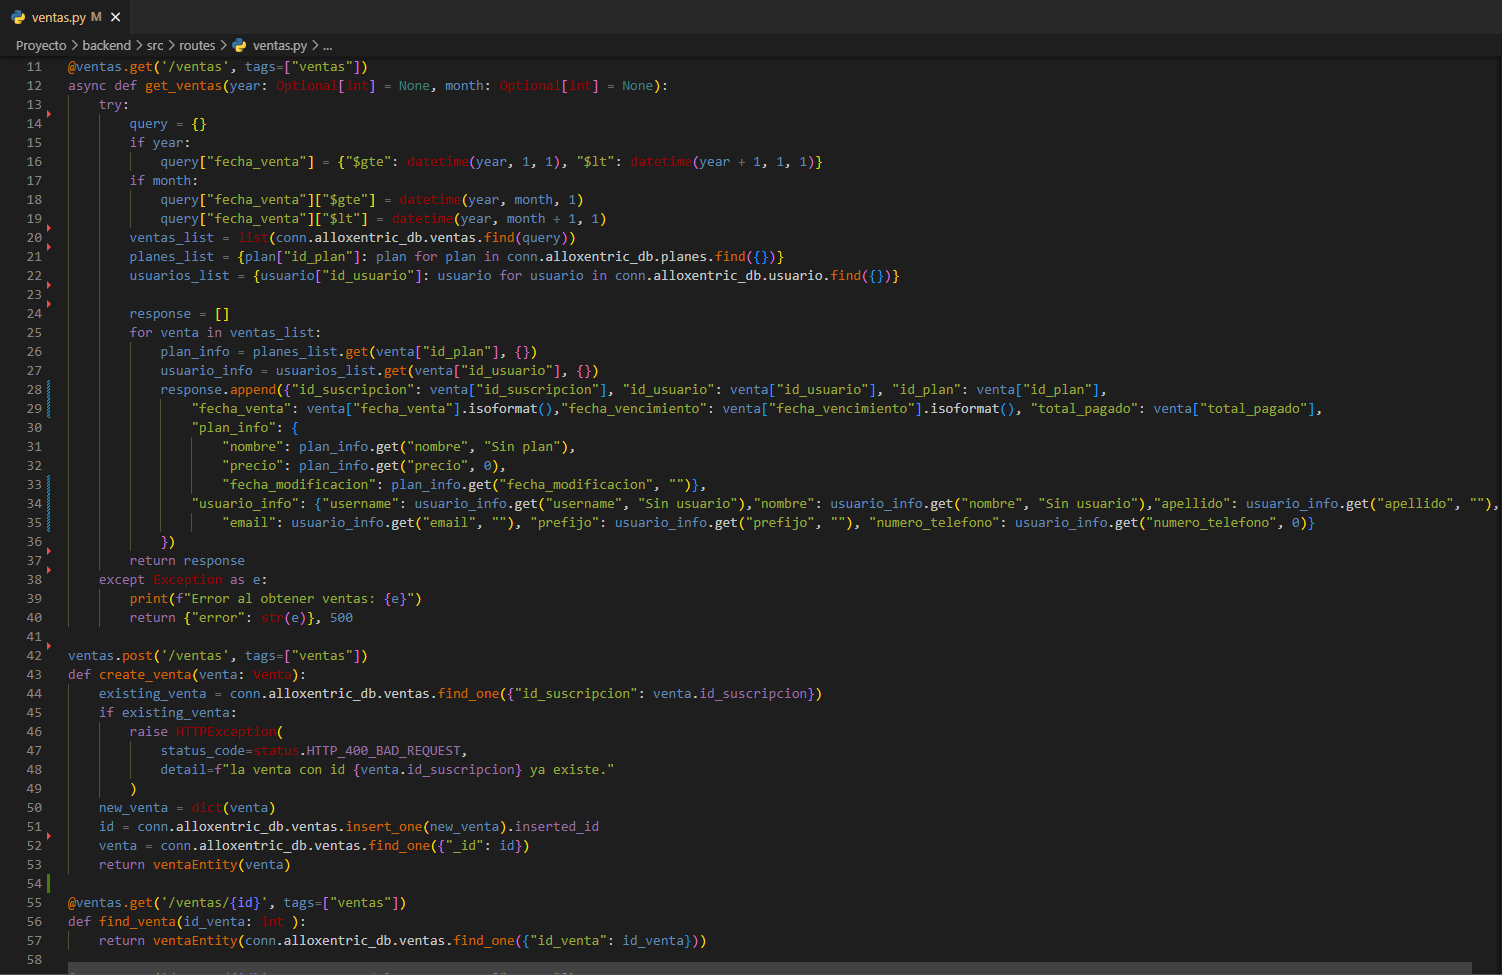 ventas.py M ×
Proyecto > backend > src > routes > ventas.py > ...
11 @ventas.get('/ventas', tags=["ventas"])
12 async def get_ventas(year: Optional[int] = None, month: Optional[int] = None):
13     try:
14         query = {}
15         if year:
16             query["fecha_venta"] = {"$gte": datetime(year, 1, 1), "$lt": datetime(year + 1, 1, 1)}
17         if month:
18             query["fecha_venta"]["$gte"] = datetime(year, month, 1)
19             query["fecha_venta"]["$lt"] = datetime(year, month + 1, 1)
20         ventas_list = list(conn.alloxentric_db.ventas.find(query))
21         planes_list = {plan["id_plan"]: plan for plan in conn.alloxentric_db.planes.find({})}
22         usuarios_list = {usuario["id_usuario"]: usuario for usuario in conn.alloxentric_db.usuario.find({})}
23
24         response = []
25         for venta in ventas_list:
26             plan_info = planes_list.get(venta["id_plan"], {})
27             usuario_info = usuarios_list.get(venta["id_usuario"], {})
28             response.append({"id_suscripcion": venta["id_suscripcion"], "id_usuario": venta["id_usuario"], "id_plan": venta["id_plan"],
29                 "fecha_venta": venta["fecha_venta"].isoformat(),"fecha_vencimiento": venta["fecha_vencimiento"].isoformat(), "total_pagado": venta["total_pagado"],
30                 "plan_info": {
31                     "nombre": plan_info.get("nombre", "Sin plan"),
32                     "precio": plan_info.get("precio", 0),
33                     "fecha_modificacion": plan_info.get("fecha_modificacion", "")},
34                 "usuario_info": {"username": usuario_info.get("username", "Sin usuario"),"nombre": usuario_info.get("nombre", "Sin usuario"),"apellido": usuario_info.get("apellido", ""),
35                     "email": usuario_info.get("email", ""), "prefijo": usuario_info.get("prefijo", ""), "numero_telefono": usuario_info.get("numero_telefono", 0)}
36             })
37         return response
38     except Exception as e:
39         print(f"Error al obtener ventas: {e}")
40         return {"error": str(e)}, 500
41
42 ventas.post('/ventas', tags=["ventas"])
43 def create_venta(venta: Venta):
44     existing_venta = conn.alloxentric_db.ventas.find_one({"id_suscripcion": venta.id_suscripcion})
45     if existing_venta:
46         raise HTTPException(
47             status_code=status.HTTP_400_BAD_REQUEST,
48             detail=f"la venta con id {venta.id_suscripcion} ya existe."
49         )
50     new_venta = dict(venta)
51     id = conn.alloxentric_db.ventas.insert_one(new_venta).inserted_id
52     venta = conn.alloxentric_db.ventas.find_one({"_id": id})
53     return ventaEntity(venta)
54
55 @ventas.get('/ventas/{id}', tags=["ventas"])
56 def find_venta(id_venta: int ):
57     return ventaEntity(conn.alloxentric_db.ventas.find_one({"id_venta": id_venta}))
58